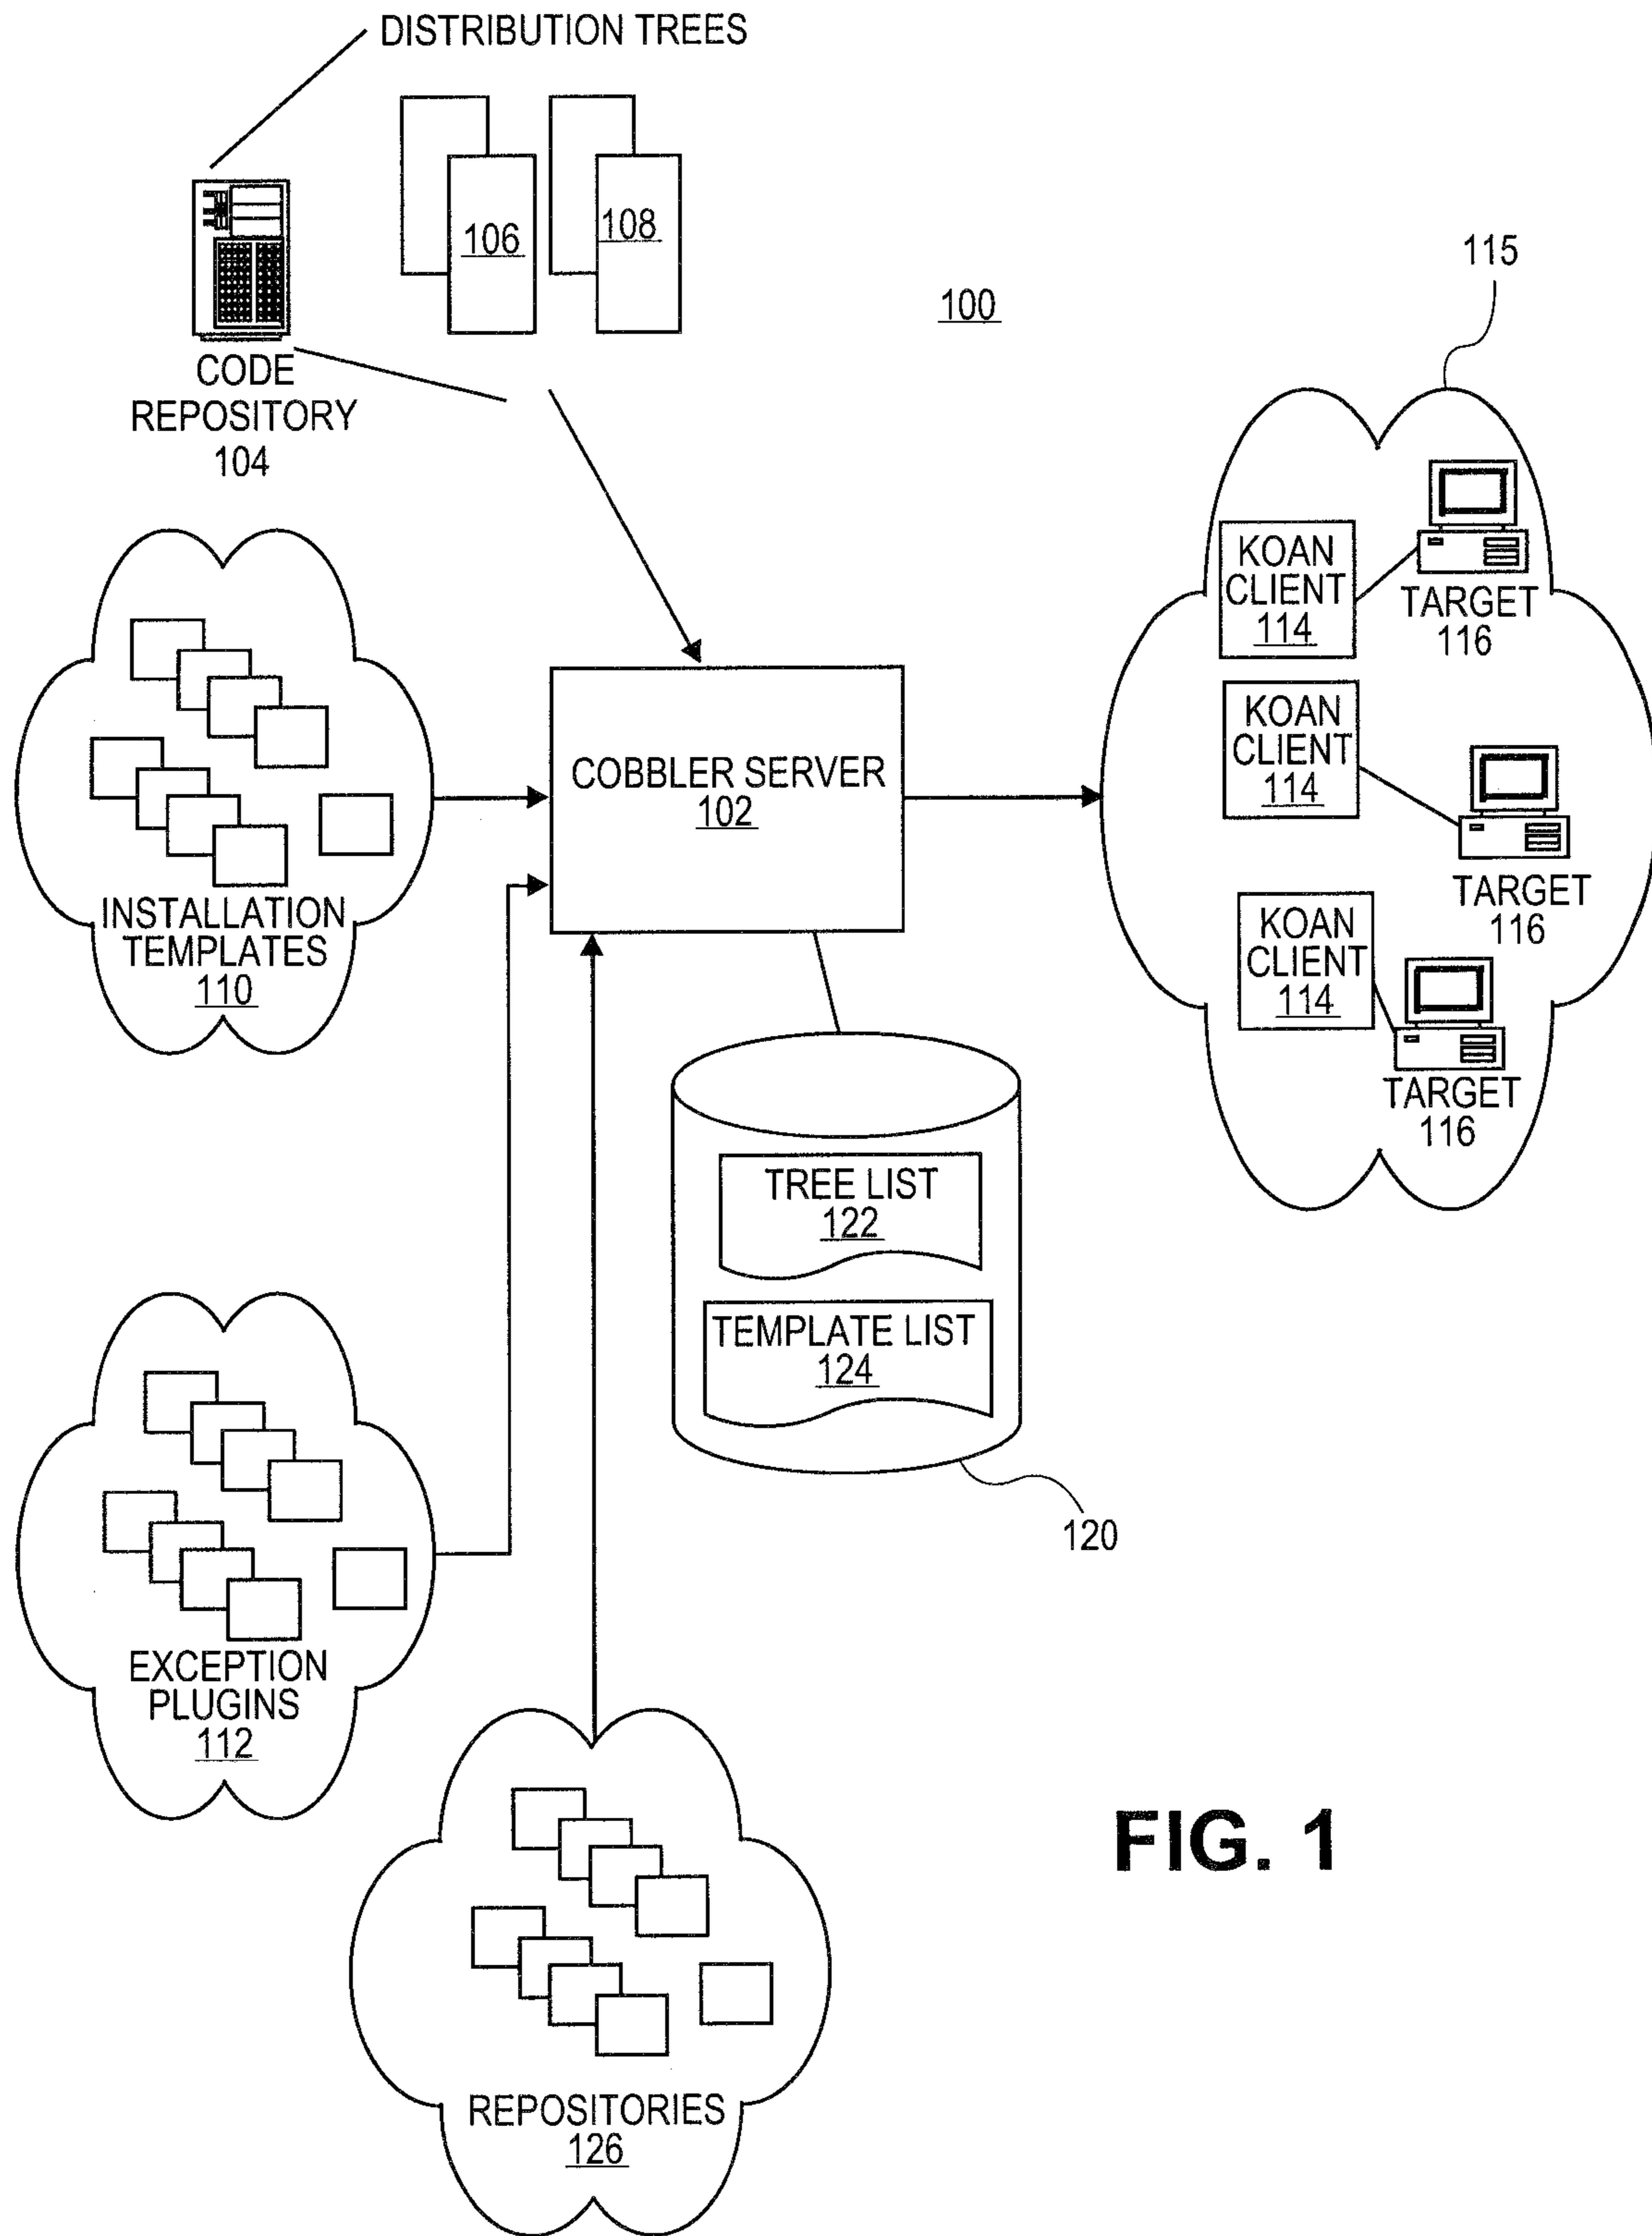 DISTRIBUTION TREES
106
108
100
115
CODE
REPOSITORY
104
KOAN
CLIENT
114
TARGET
116
KOAN
CLIENT
114
TARGET
116
KOAN
CLIENT
114
TARGET
116
COBBLER SERVER
102
INSTALLATION
TEMPLATES
110
TREE LIST
122
TEMPLATE LIST
124
120
EXCEPTION
PLUGINS
112
REPOSITORIES
126
FIG. 1